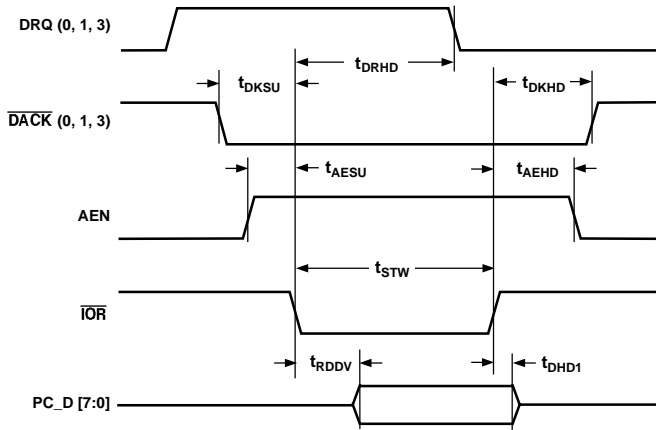 DRQ (0, 1, 3)
tDRHD
tDKSU
tDKHD
DACK (0, 1, 3)
tAESU
tAEHD
AEN
tSTW
IOR
tRDDV
tDHD1
PC_D [7:0]